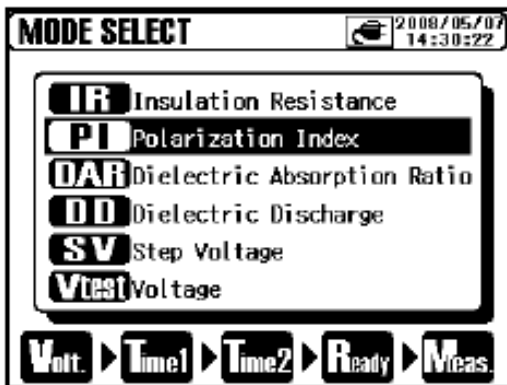 MODE SELECT 2008/05/07
14:30:22
IR Insulation Resistance
PI Polarization Index
DAR Dielectric Absorption Ratio
DD Dielectric Discharge
SV Step Voltage
Vtest Voltage
Volt. Time1 Time2 Ready Meas.